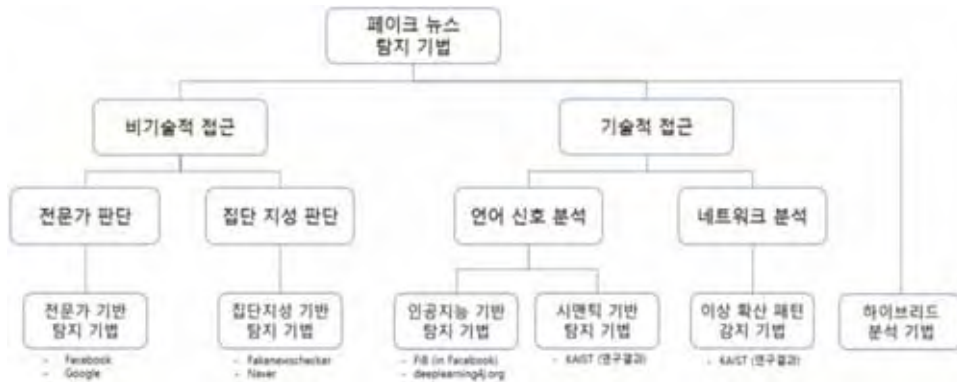 페이크 뉴스
탐지 기법
비기술적 접근
기술적 접근
전문가 판단
집단 지성 판단
언어 신호 분석
네트워크 분석
전문가 기반
탐지 기법
집단지성 기반
탐지 기법
인공지능 기반
탐지 기법
시맨틱 기반
탐지 기법
이상 확산 패턴
감지 기법
하이브리드
분석 기법
- Facebook
- Google
- Fakenewschecker
- Naver
- FiB (in Facebook)
- deeplearning4j.org
- KAIST (연구결과)
- KAIST (연구결과)